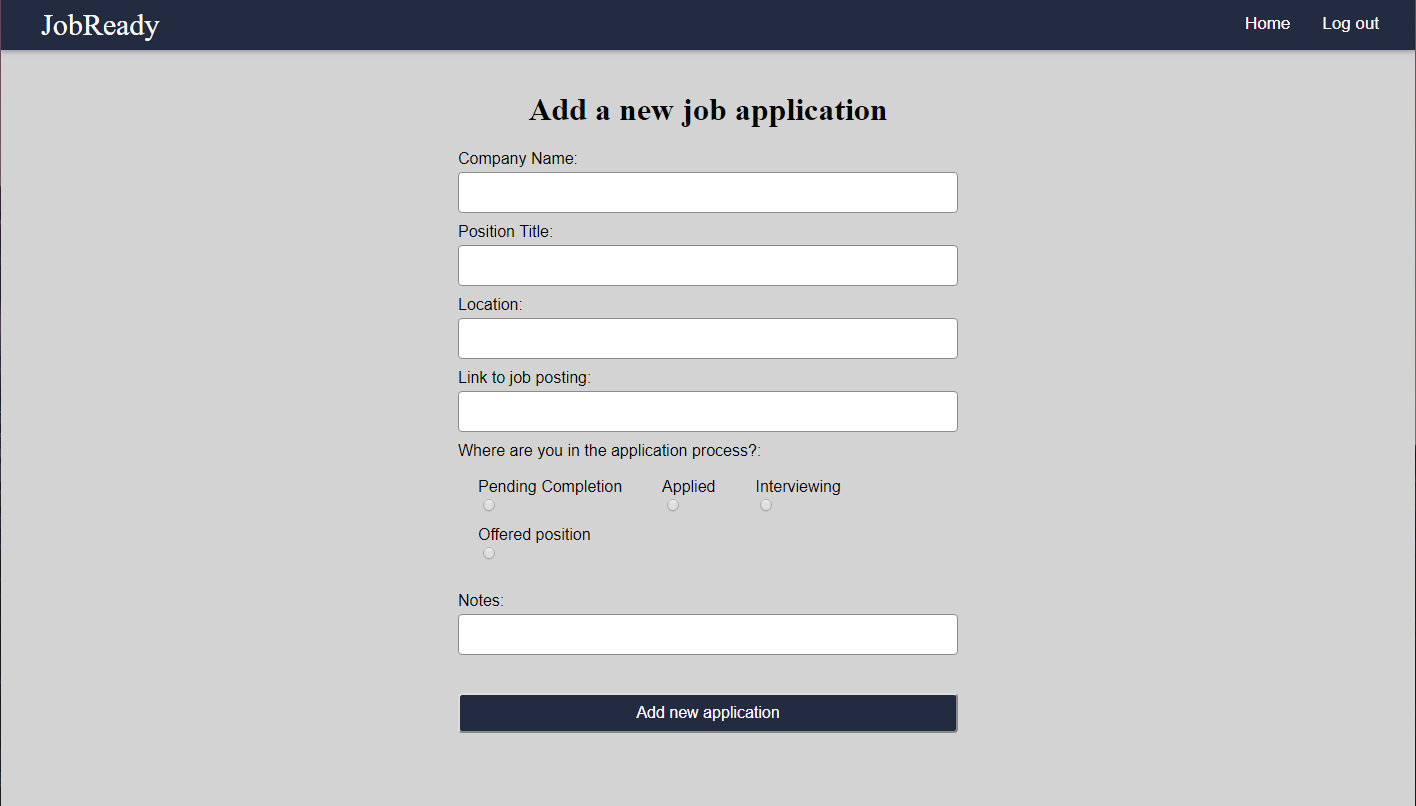 JobReady Home Log out
Add a new job application
Company Name:
Position Title:
Location:
Link to job posting:
Where are you in the application process?:
Pending Completion Applied Interviewing
Offered position
Notes:
Add new application